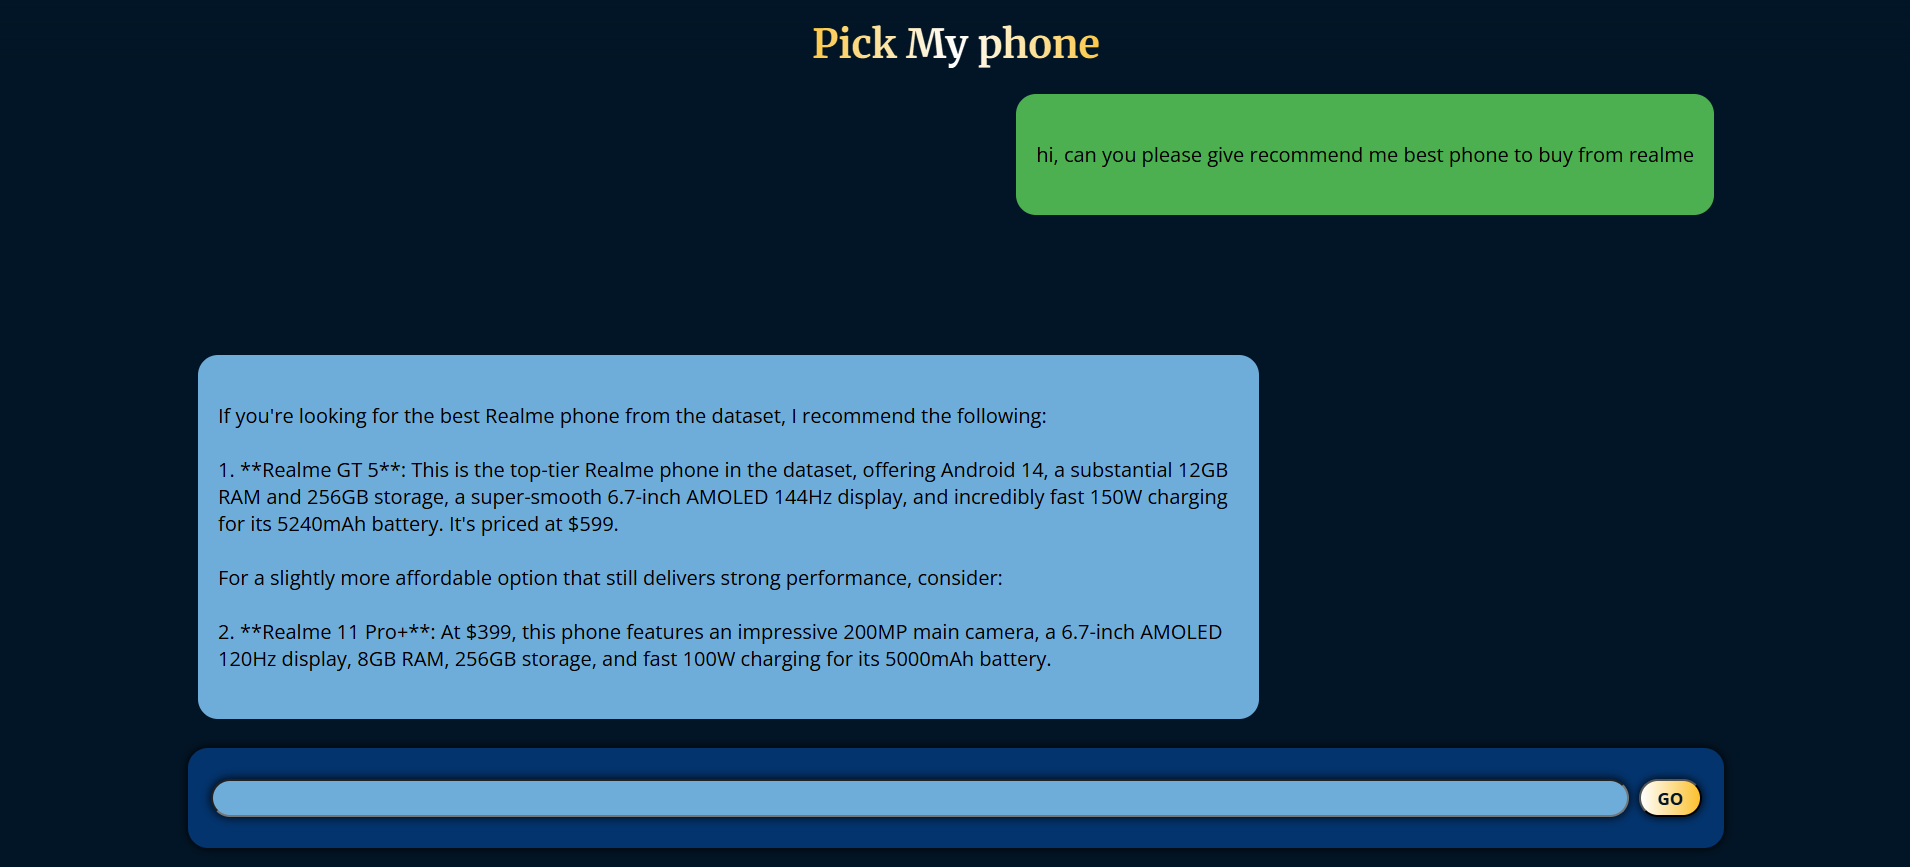 Pick My phone
hi, can you please give recommend me best phone to buy from realme
If you're looking for the best Realme phone from the dataset, I recommend the following:
1. **Realme GT 5**: This is the top-tier Realme phone in the dataset, offering Android 14, a substantial 12GB
RAM and 256GB storage, a super-smooth 6.7-inch AMOLED 144Hz display, and incredibly fast 150W charging
for its 5240mAh battery. It's priced at $599.
For a slightly more affordable option that still delivers strong performance, consider:
2. **Realme 11 Pro+**: At $399, this phone features an impressive 200MP main camera, a 6.7-inch AMOLED
120Hz display, 8GB RAM, 256GB storage, and fast 100W charging for its 5000mAh battery.
GO